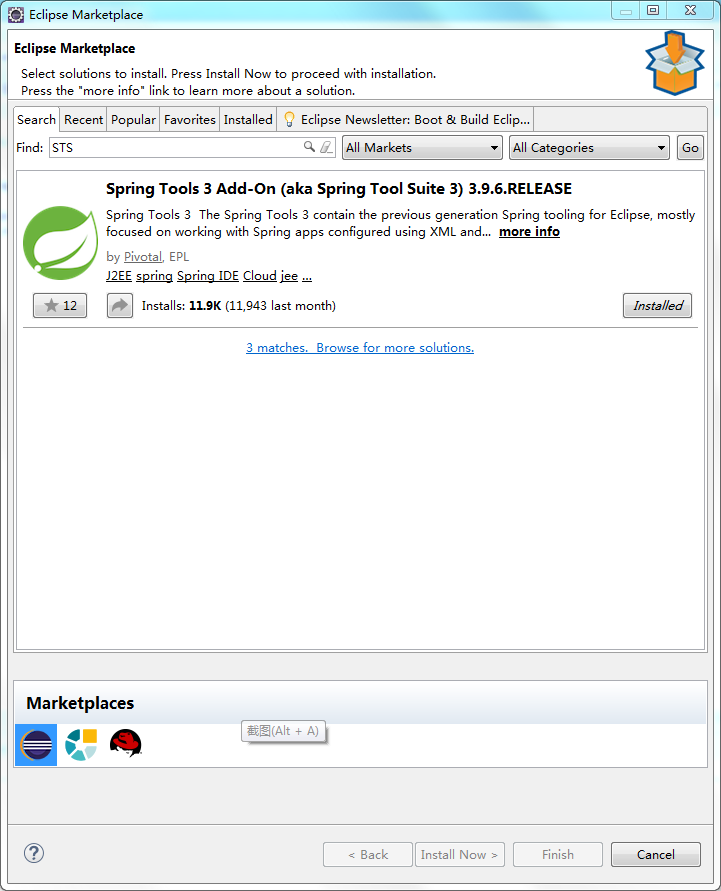 Eclipse Marketplace
Eclipse Marketplace
Select solutions to install. Press Install Now to proceed with installation.
Press the "more info" link to learn more about a solution.
Search Recent Popular Favorites Installed Eclipse Newsletter: Boot & Build Eclip...
Find: STS All Markets All Categories Go
Spring Tools 3 Add-On (aka Spring Tool Suite 3) 3.9.6.RELEASE
Spring Tools 3 The Spring Tools 3 contain the previous generation Spring tooling for Eclipse, mostly
focused on working with Spring apps configured using XML and... more info
by Pivotal, EPL
J2EE spring Spring IDE Cloud jee ...
12 Installs: 11.9K (11,943 last month) Installed
3 matches. Browse for more solutions.
Marketplaces
截图(Alt + A)
? < Back Install Now > Finish Cancel